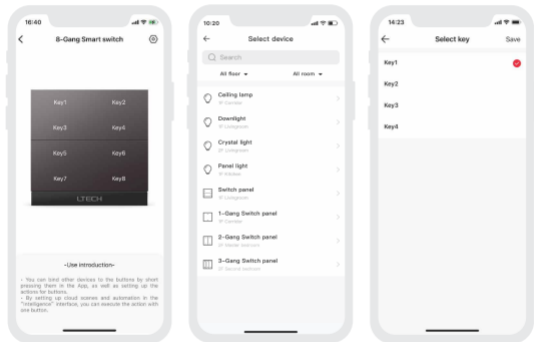 16:40
8-Gang Smart switch
Key1 Key2
Key3 Key4
Key5 Key6
Key7 Key8
LTECH
-Use introduction-
- You can bind other devices to the buttons by short
pressing them in the App, as well as setting up the
actions for buttons.
- By setting up cloud scenes and automation in the
"Intelligence" interface, you can execute the action with
one button.
10:20
Select device
Search
All floor All room
Ceiling lamp
Downlight
Crystal light
Panel light
Switch panel
1-Gang Switch panel
2-Gang Switch panel
3-Gang Switch panel
14:23
Select key Save
Key1
Key2
Key3
Key4